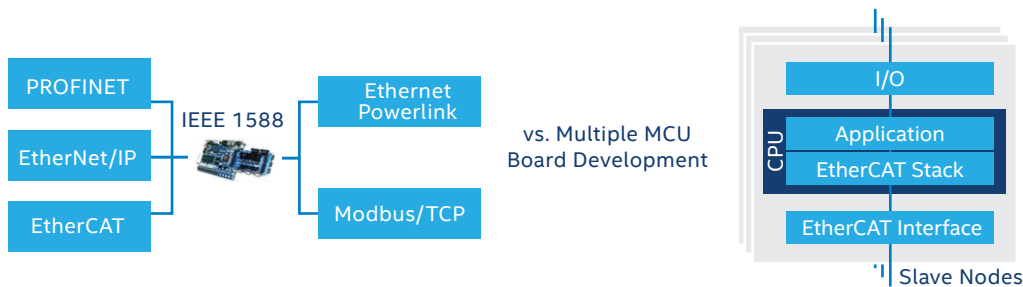 PROFINET
EtherNet/IP
EtherCAT
IEEE 1588
Ethernet
Powerlink
Modbus/TCP
vs. Multiple MCU
Board Development
I/O
CPU
Application
EtherCAT Stack
EtherCAT Interface
Slave Nodes